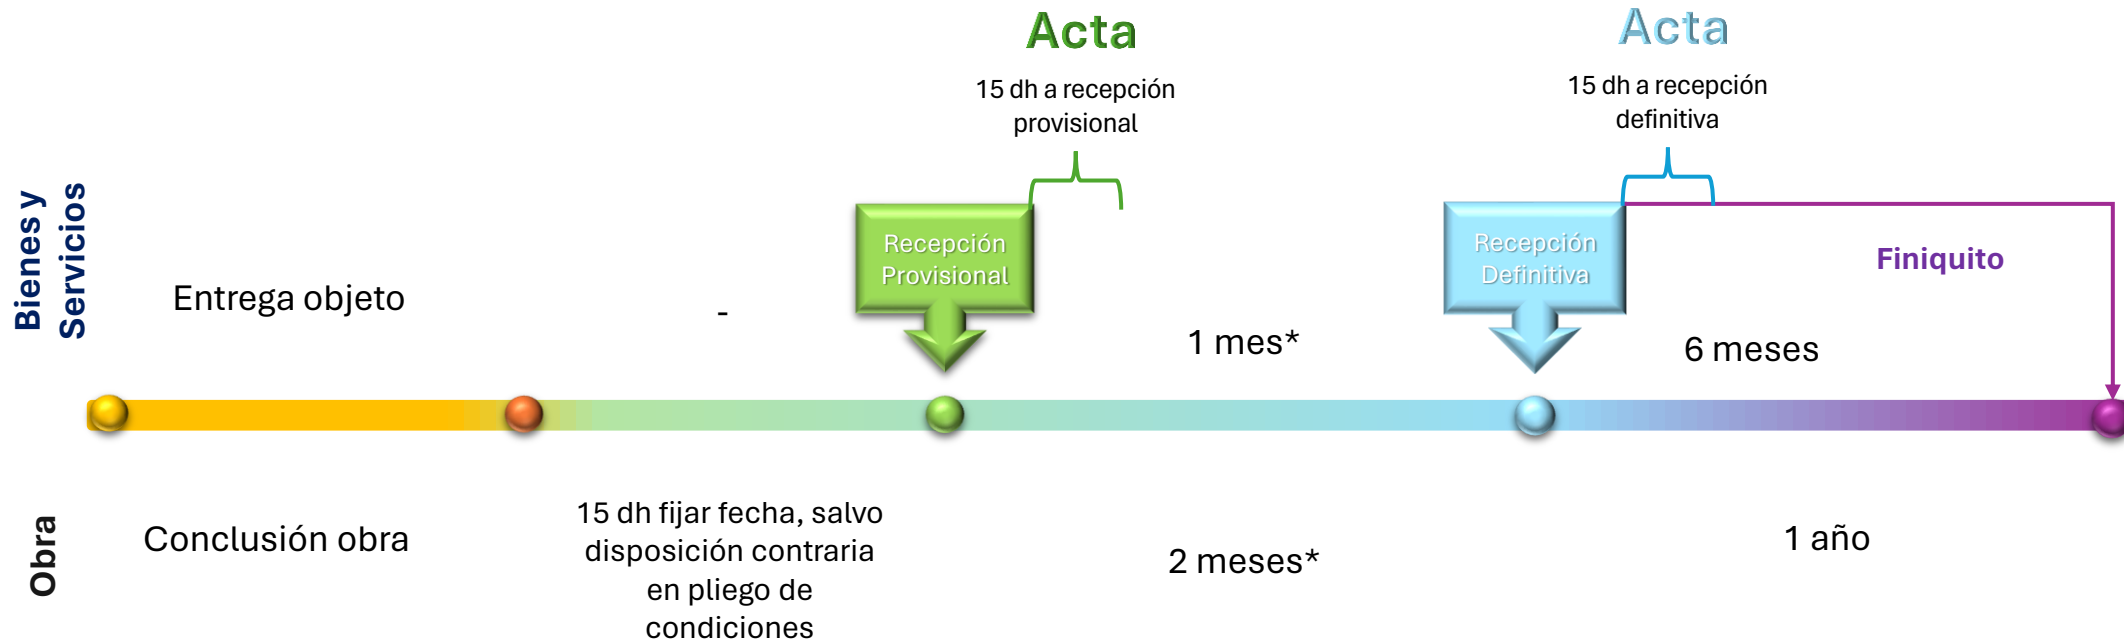 Acta
15 dh a recepción
provisional
Acta
15 dh a recepción
definitiva
Bienes y
Servicios
Entrega objeto
-
Recepción
Provisional
1 mes*
Recepción
Definitiva
Finiquito
6 meses
Obra
Conclusión obra
15 dh fijar fecha, salvo
disposición contraria
en pliego de
condiciones
2 meses*
1 año